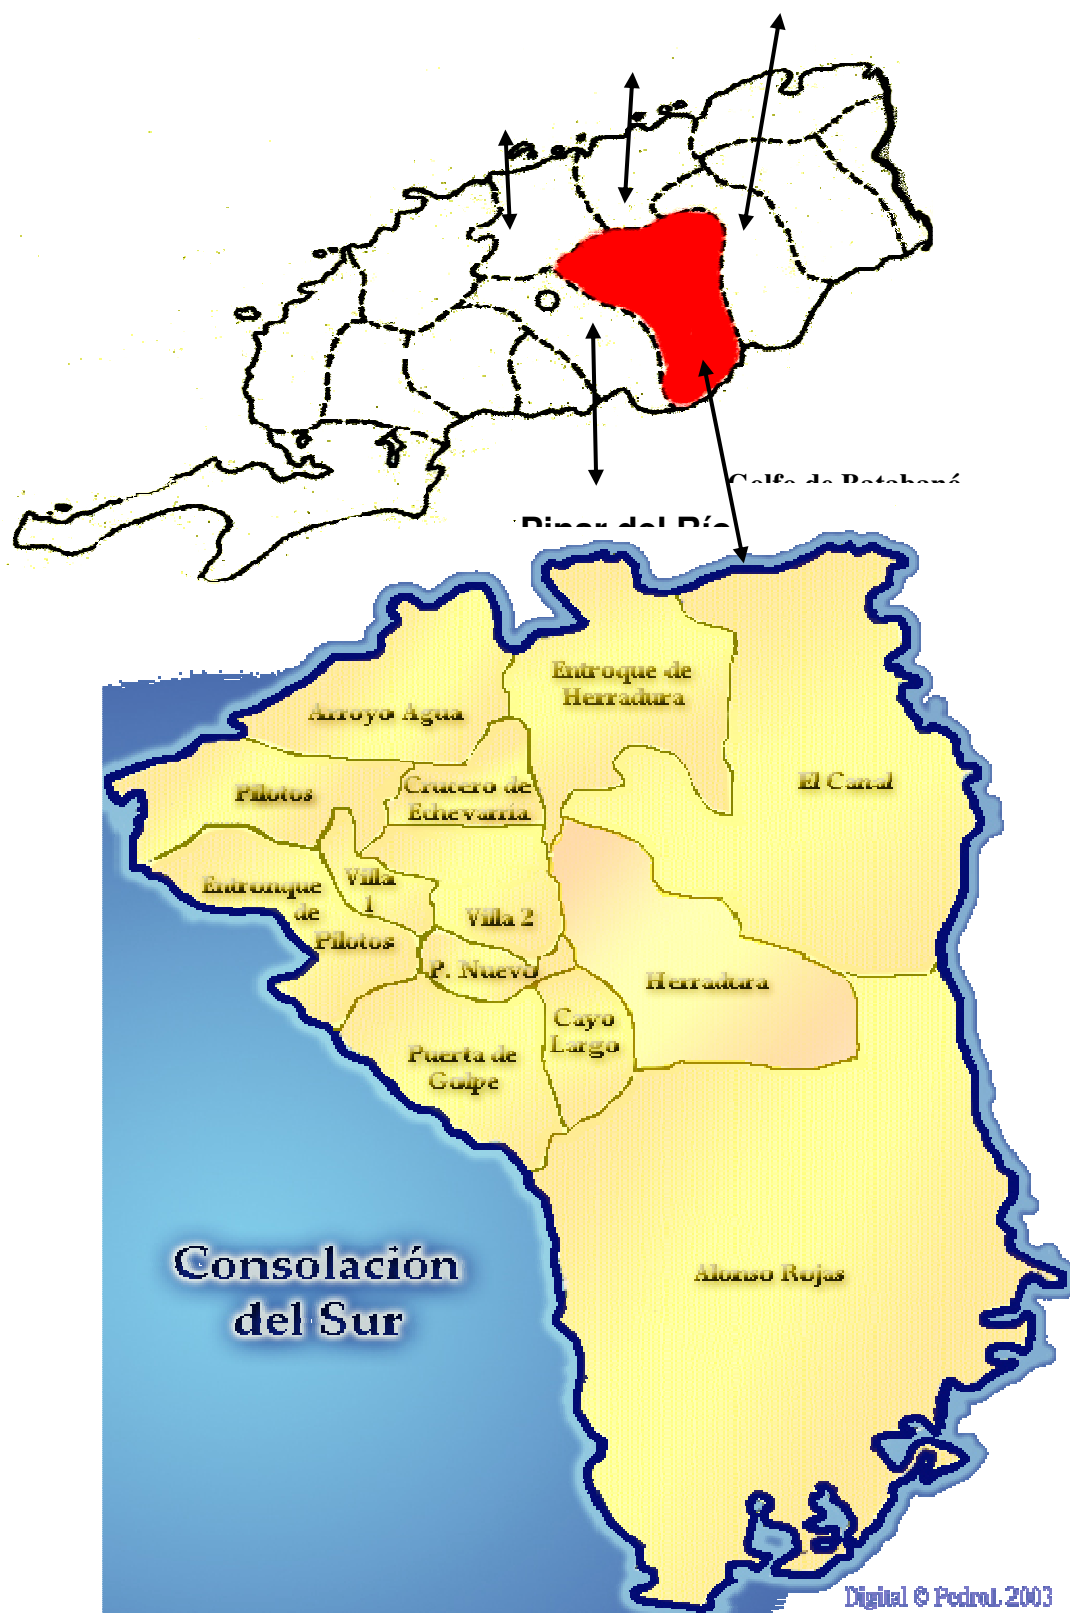 Golfo de Batabanó
Pinar del Río
Entroque de
Herradura
Arroyo Agua
El Canal
Pilotos
Crucero de
Echevarría
Villa
1
Entronque
de
Pilotos
Villa 2
P. Nuevo
Herradura
Cayo
Largo
Puerta de
Golpe
Consolación
del Sur
Alonso Rojas
Digital © PedroL 2003